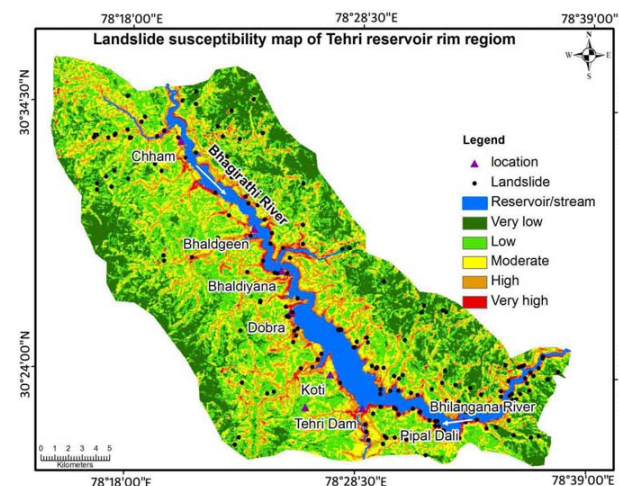 78°18'00"E 78°28'30"E 78°39'00"E
Landslide susceptibility map of Tehri reservoir rim regiom
N
W E
S
30°34'30"N
Legend
location
Landslide
Reservoir/stream
Very low
Low
Moderate
High
Very high
Chham
Bhagirathi River
Bhaldgeen
Bhaldiyana
Dobra
30°24'00"N
Koti
Bhilangana River
Tehri Dam
Pipal Dali
0 1 2 3 4 5
Kilometers
78°18'00"E 78°28'30"E 78°39'00"E